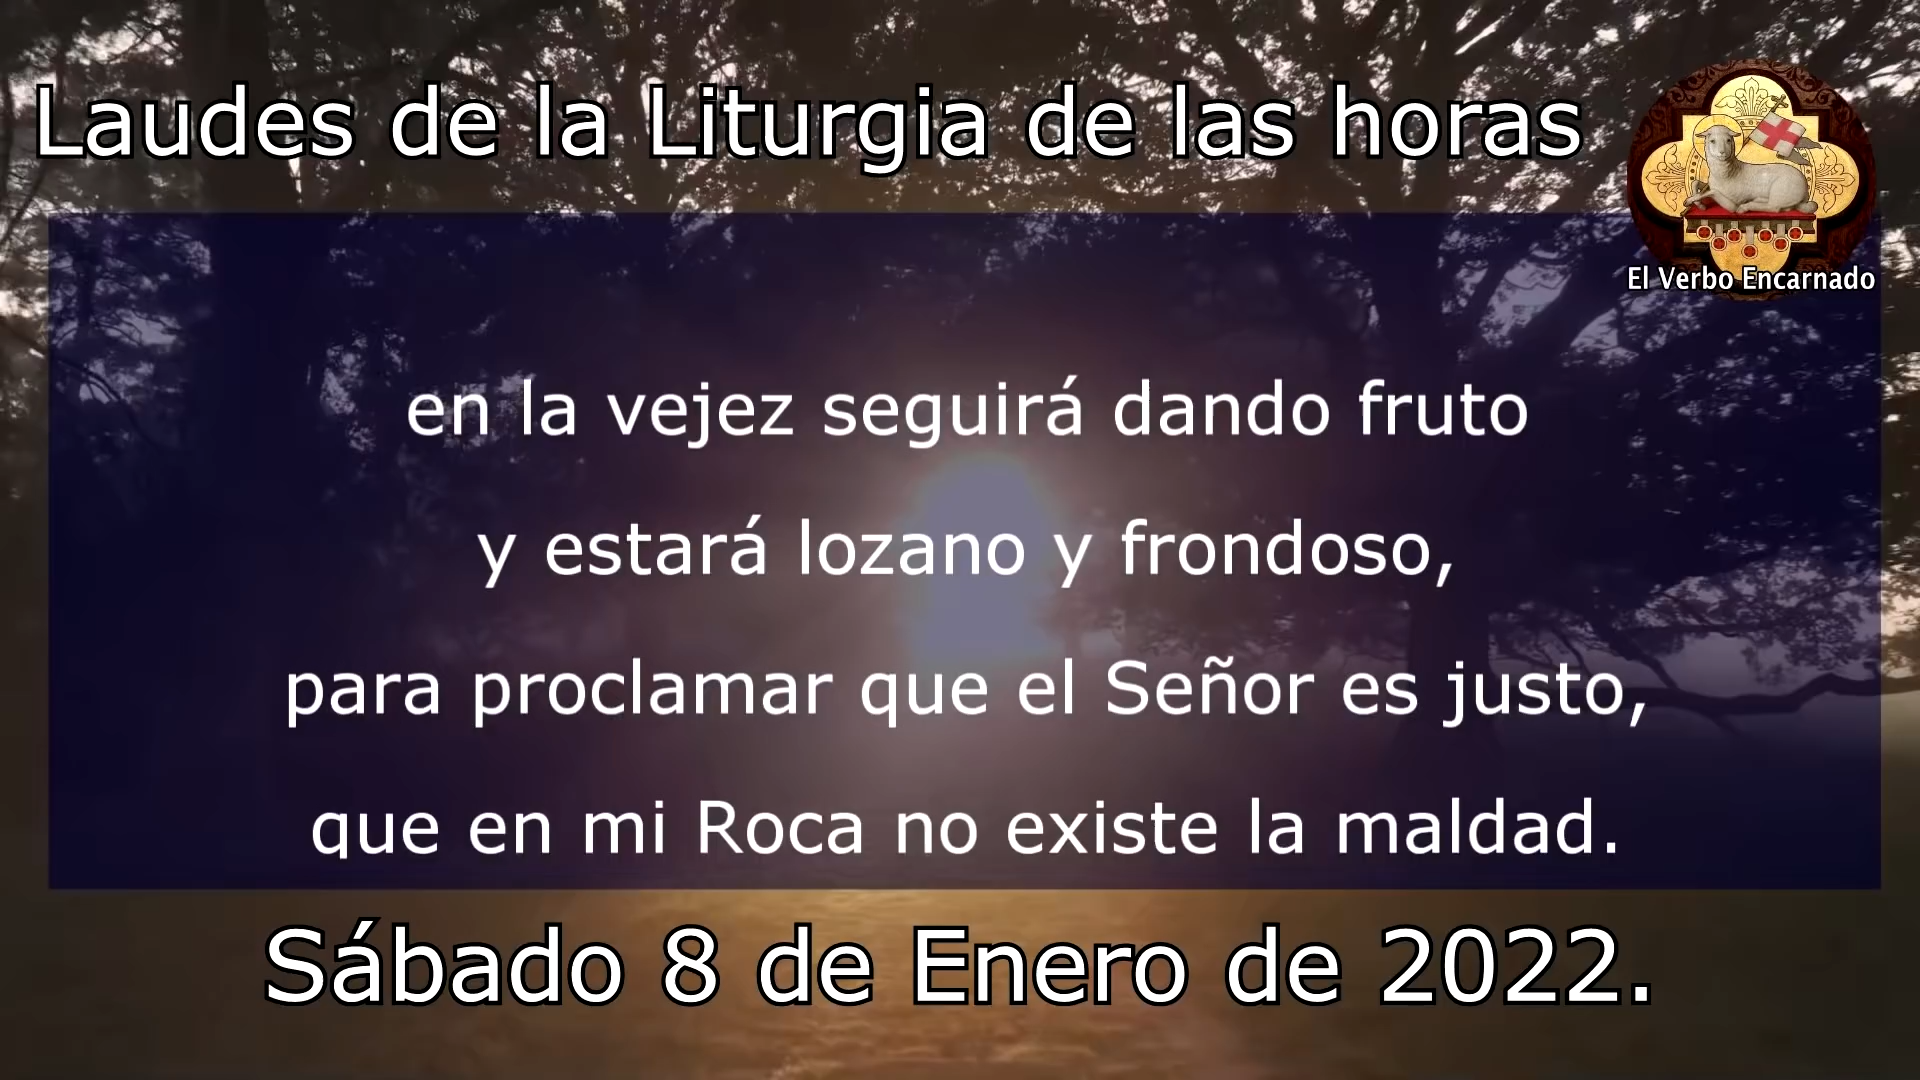 Laudes de la Liturgia de las horas
El Verbo Encarnado
en la vejez seguirá dando fruto
y estará lozano y frondoso,
para proclamar que el Señor es justo,
que en mi Roca no existe la maldad.
Sábado 8 de Enero de 2022.